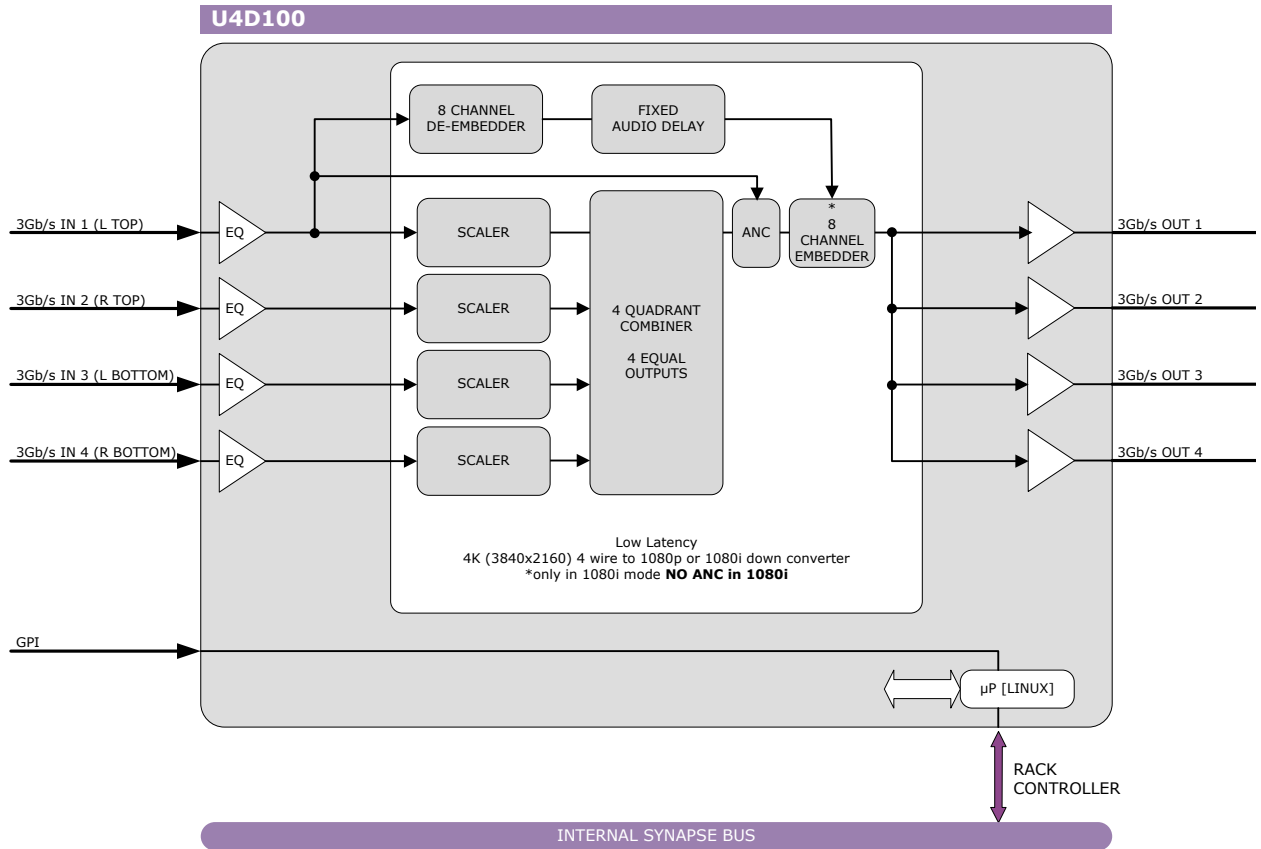 U4D100
8 CHANNEL
DE-EMBEDDER
FIXED
AUDIO DELAY
3Gb/s IN 1 (L TOP)
EQ
SCALER
ANC
*
8
CHANNEL
EMBEDDER
3Gb/s OUT 1
3Gb/s IN 2 (R TOP)
EQ
SCALER
4 QUADRANT
COMBINER
4 EQUAL
OUTPUTS
3Gb/s OUT 2
3Gb/s IN 3 (L BOTTOM)
EQ
SCALER
3Gb/s OUT 3
3Gb/s IN 4 (R BOTTOM)
EQ
SCALER
3Gb/s OUT 4
Low Latency
4K (3840x2160) 4 wire to 1080p or 1080i down converter
*only in 1080i mode NO ANC in 1080i
GPI
µP [LINUX]
RACK
CONTROLLER
INTERNAL SYNAPSE BUS